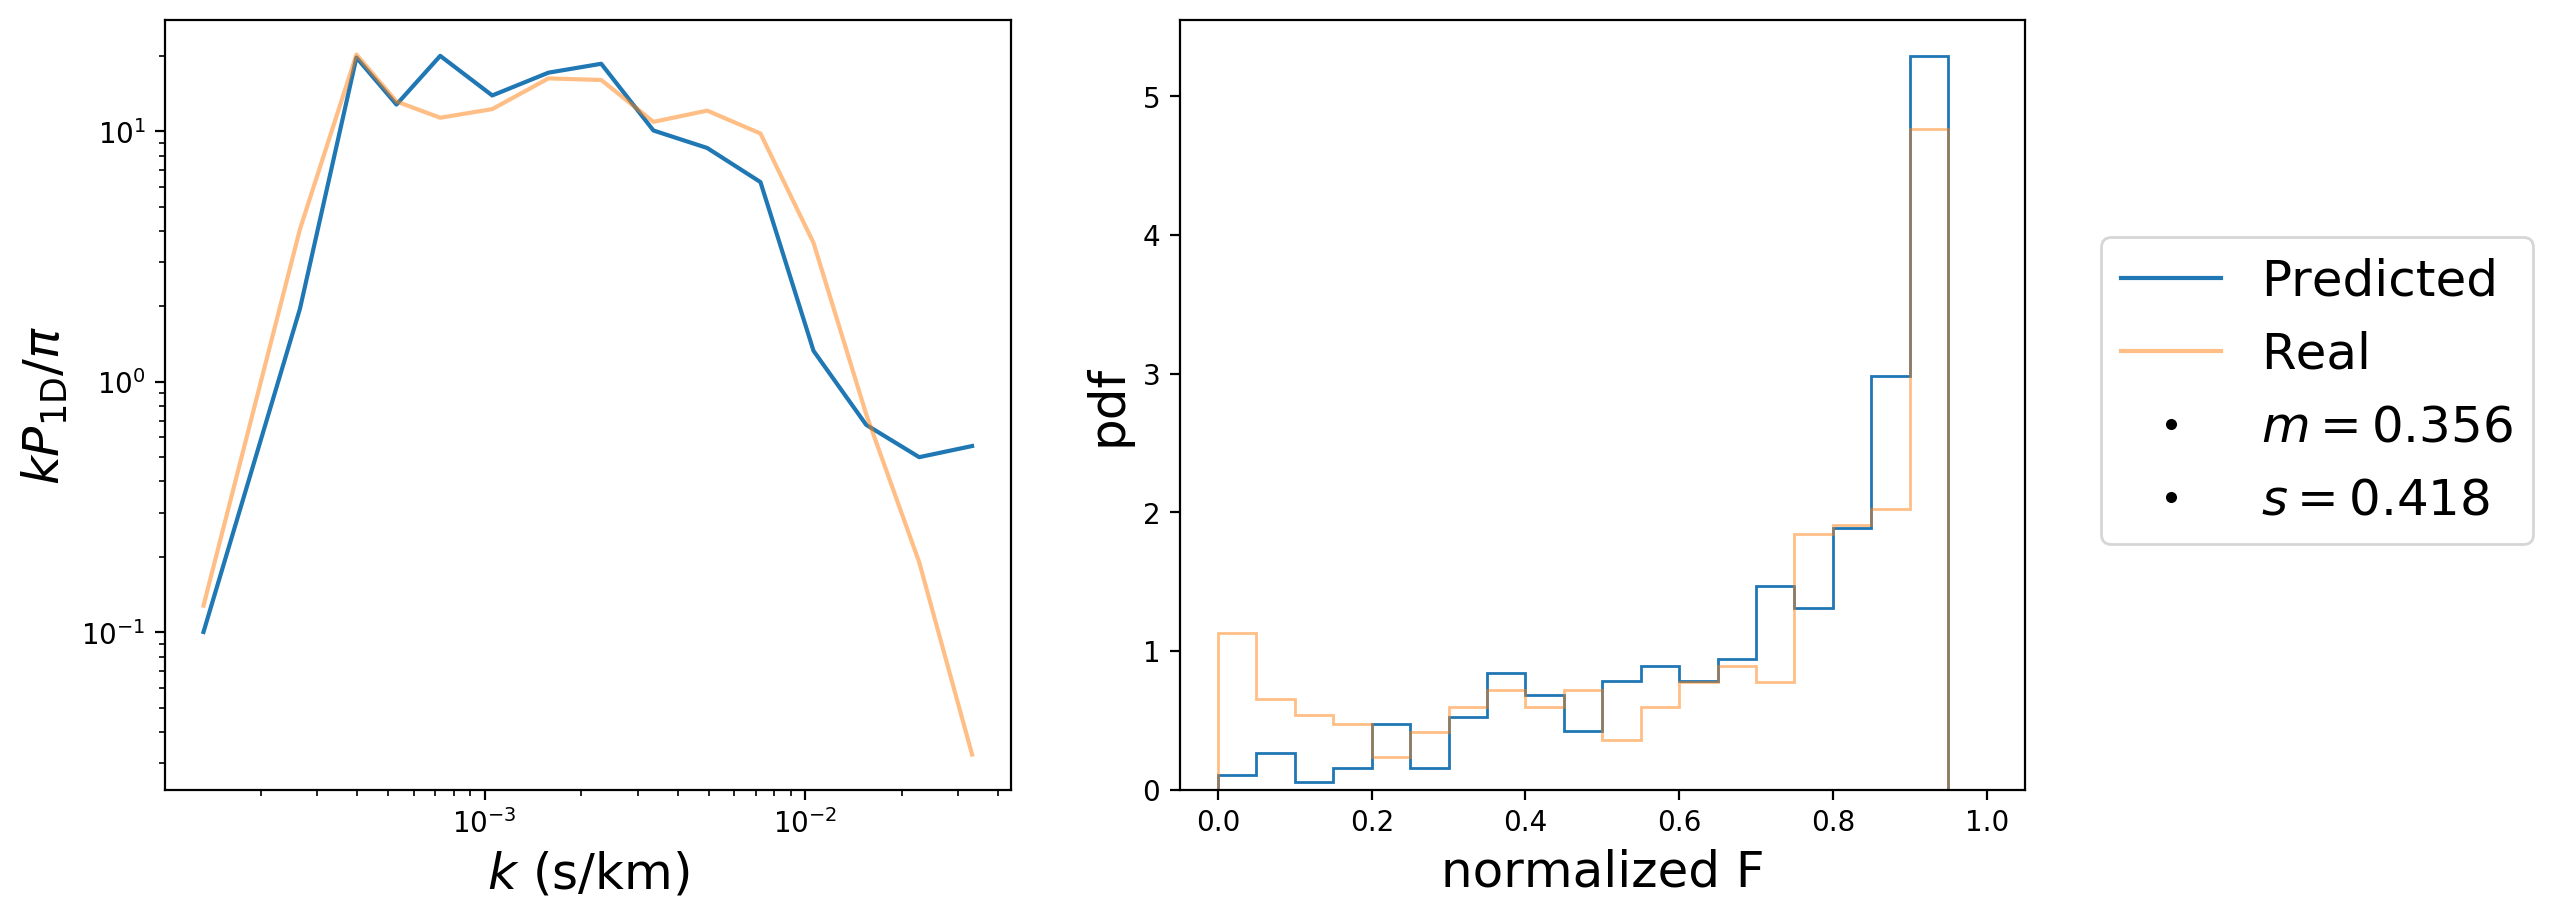 10¹
10⁰
10⁻¹
kP₁D/π
10⁻³
10⁻²
k (s/km)
5
4
3
2
1
0
pdf
0.0
0.2
0.4
0.6
0.8
1.0
normalized F
Predicted
Real
m = 0.356
s = 0.418